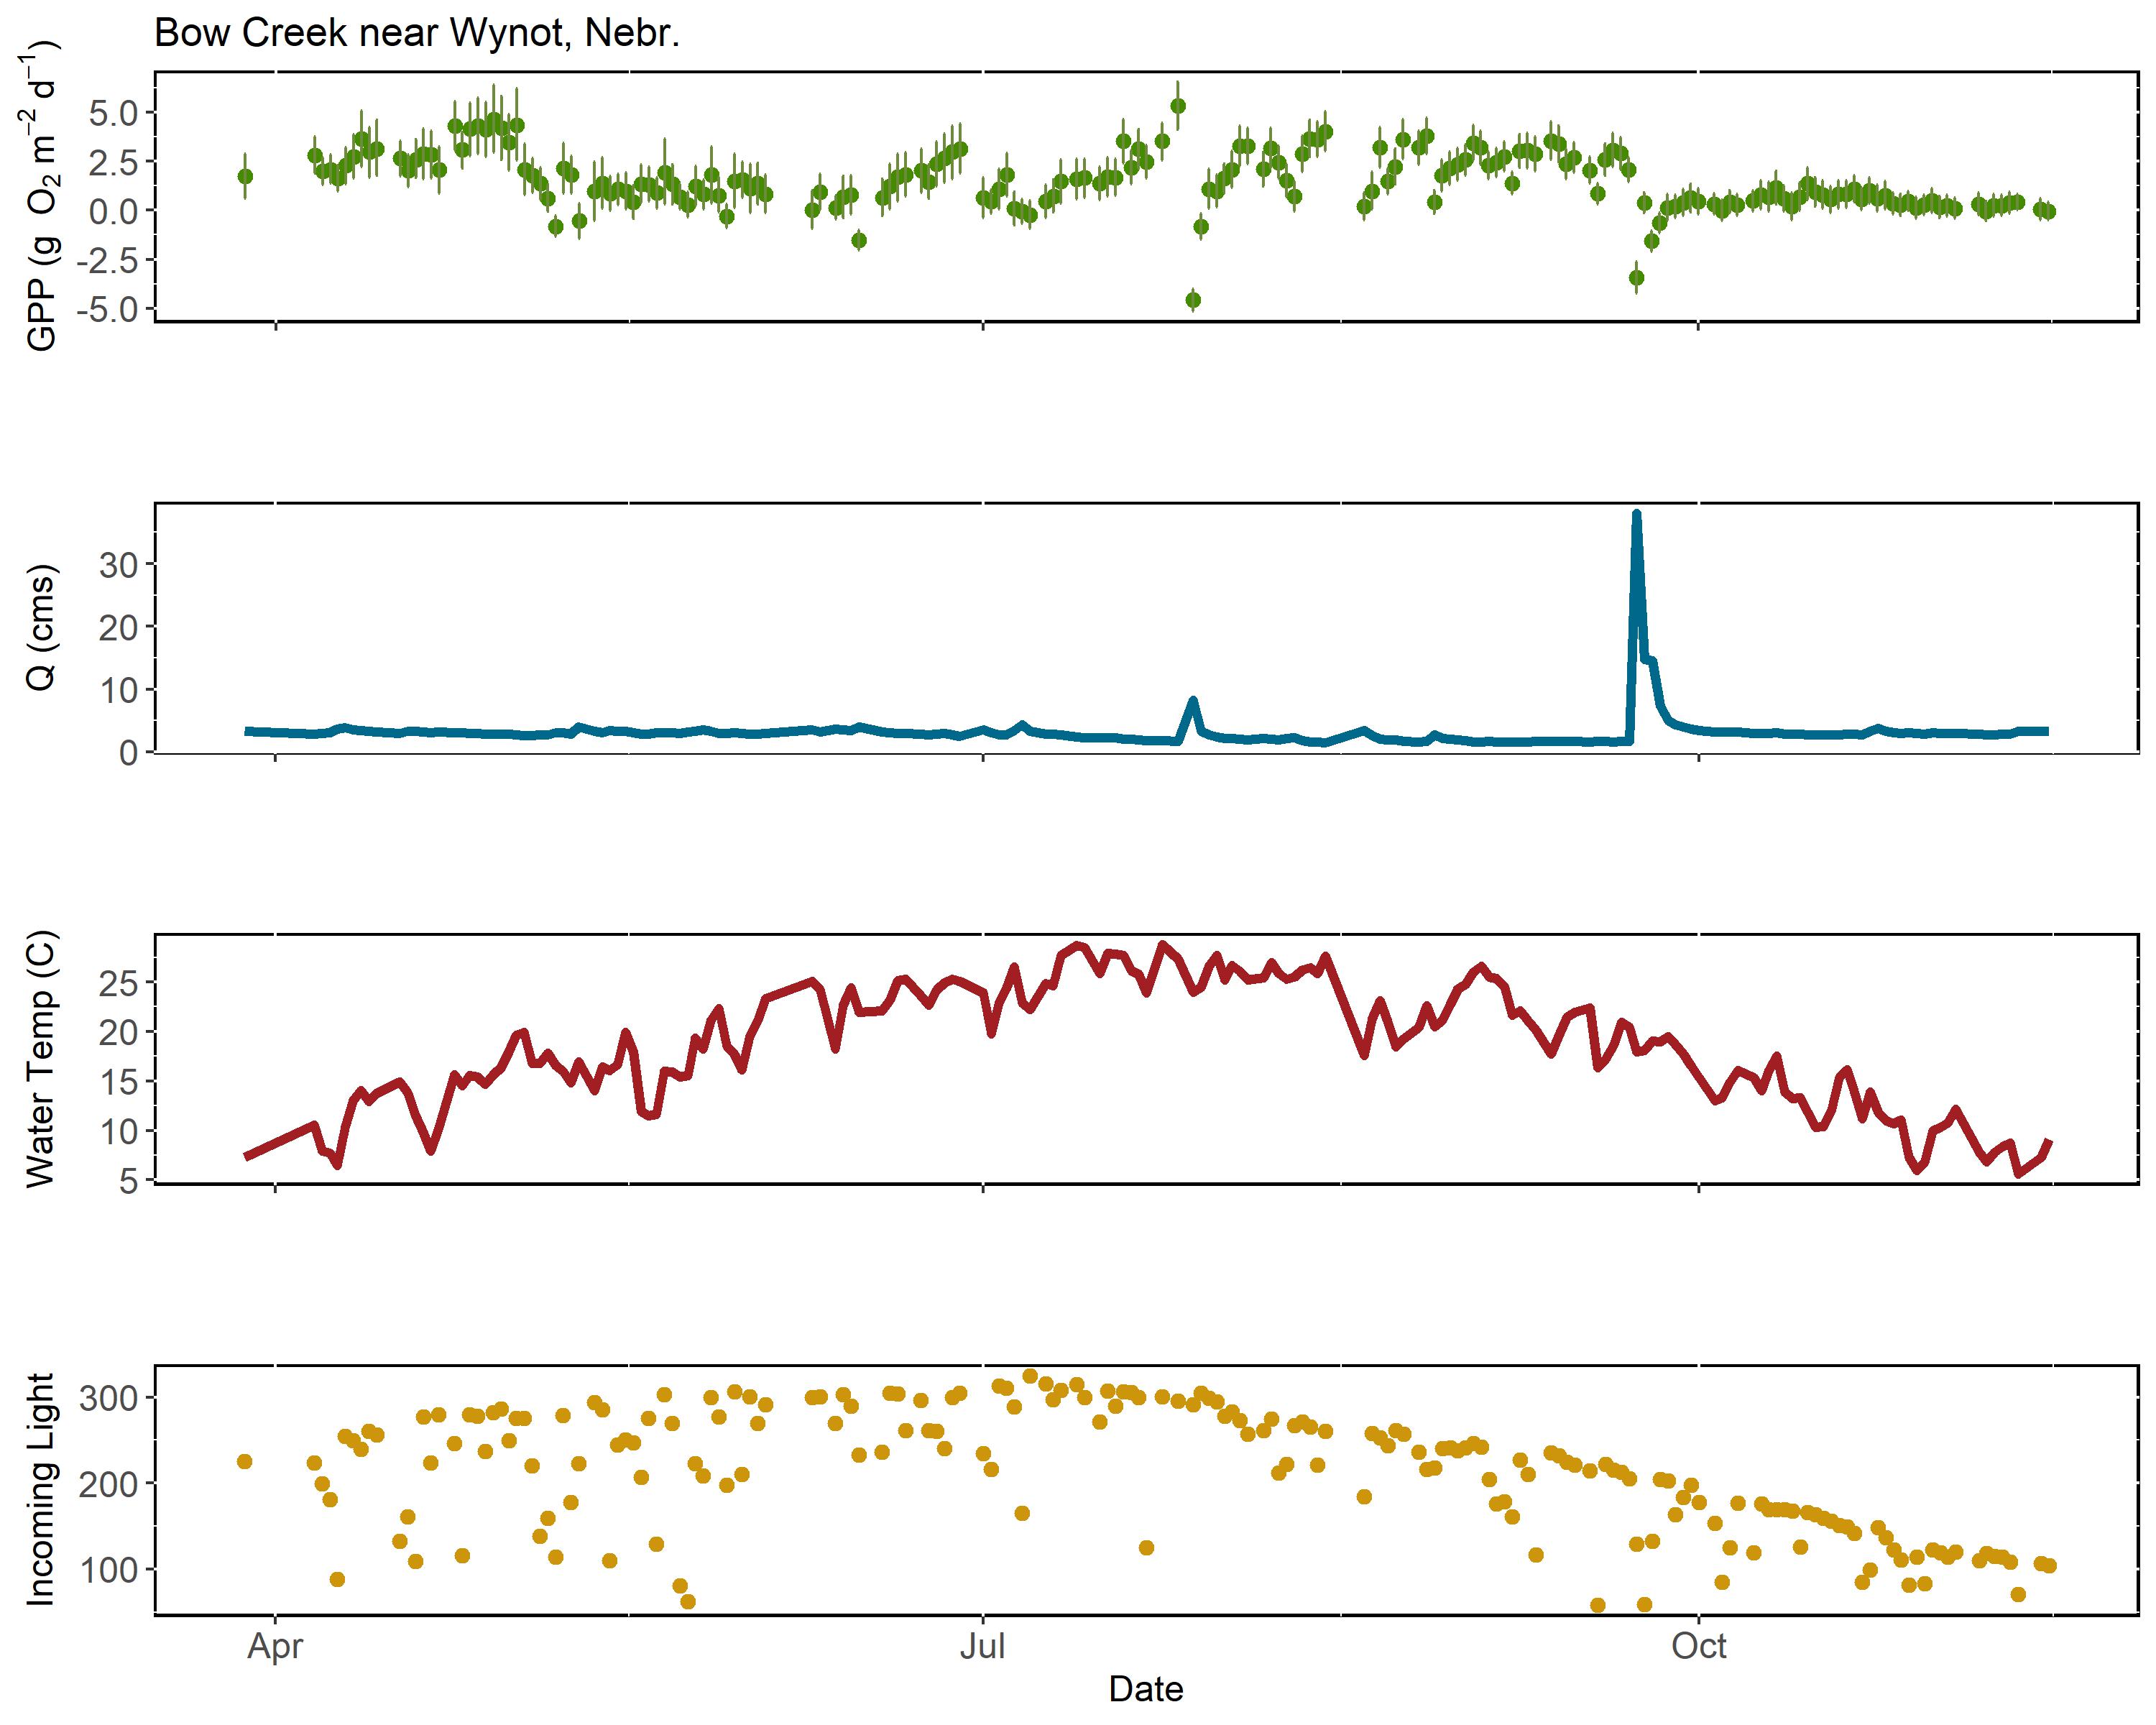 Bow Creek near Wynot, Nebr.
GPP (g O₂ m⁻² d⁻¹)
5.0
2.5
0.0
-2.5
-5.0
Q (cms)
30
20
10
0
Water Temp (C)
25
20
15
10
5
Incoming Light
300
200
100
Apr Jul Oct
Date